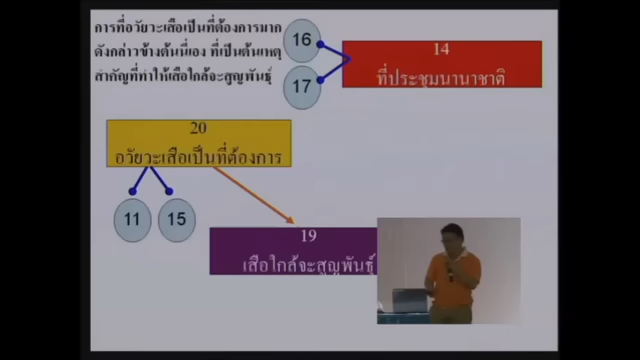 การที่อวัยวะเสือเป็นที่ต้องการมาก
ดังกล่าวข้างต้นนี่เอง ที่เป็นต้นเหตุ
สำคัญที่ทำให้เสือใกล้จะสูญพันธุ์
16
17
14
ที่ประชุมนานาชาติ
20
อวัยวะเสือเป็นที่ต้องการ
11
15
19
เสือใกล้จะสูญพันธุ์